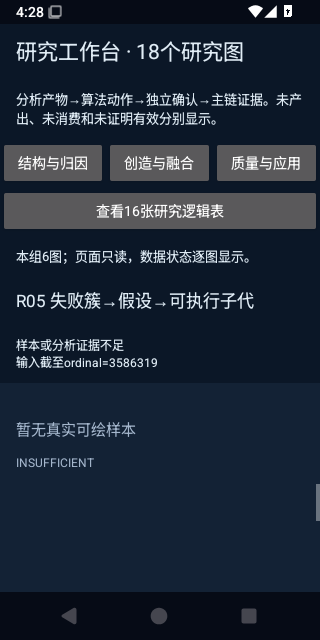 4:28
研究工作台 · 18个研究图
分析产物→算法动作→独立确认→主链证据。未产
出、未消费和未证明有效分别显示。
结构与归因 创造与融合 质量与应用
查看16张研究逻辑表
本组6图；页面只读，数据状态逐图显示。
R05 失败簇→假设→可执行子代
样本或分析证据不足
输入截至ordinal=3586319
暂无真实可绘样本
INSUFFICIENT